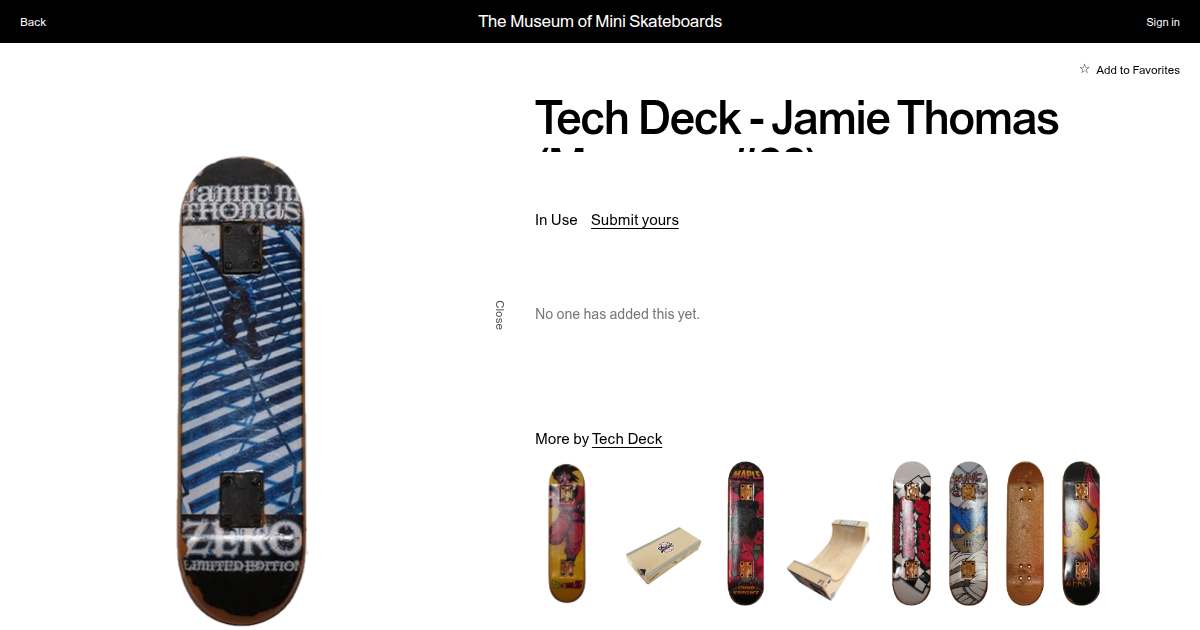 Back
The Museum of Mini Skateboards
Sign in
☆ Add to Favorites
Tech Deck - Jamie Thomas
In Use
Submit yours
Close
No one has added this yet.
More by Tech Deck
JAMIE
THOMAS
ZERO
LIMITED EDITION